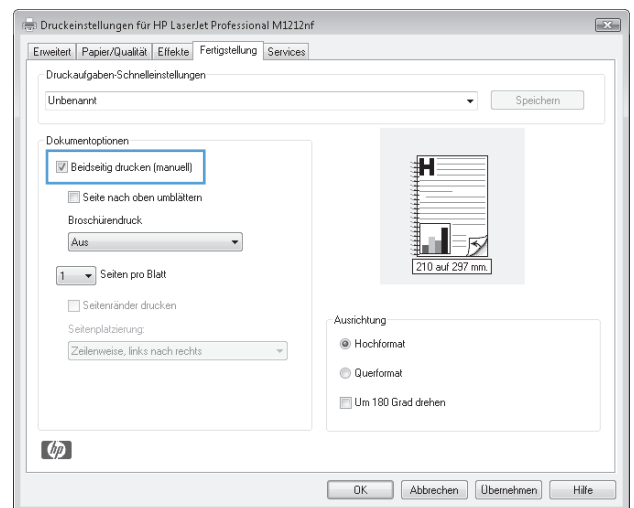 Druckeinstellungen für HP LaserJet Professional M1212nf
Erweitert Papier/Qualität Effekte Fertigstellung Services
Druckaufgaben-Schnelleinstellungen
Unbenannt Speichern
Dokumentoptionen
Beidseitig drucken (manuell)
Seite nach oben umblättern
Broschürendruck
Aus
1 Seiten pro Blatt
Seitenränder drucken
Seitenplatzierung:
Zeilenweise, links nach rechts
H
210 auf 297 mm.
Ausrichtung
Hochformat
Querformat
Um 180 Grad drehen
hp
OK Abbrechen Übernehmen Hilfe